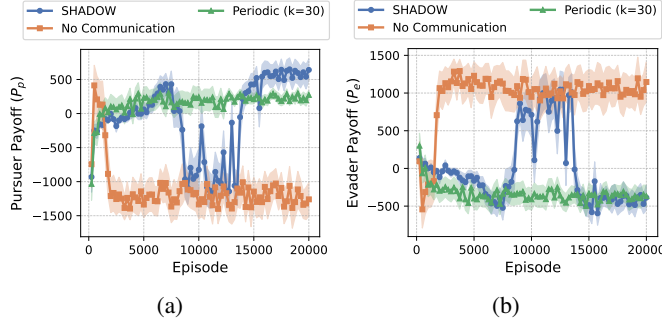 SHADOW
Periodic (k=30)
No Communication
Pursuer Payoff (Pp)
500
0
−500
−1000
−1500
0
5000
10000
15000
20000
Episode
(a)
SHADOW
Periodic (k=30)
No Communication
Evader Payoff (Pe)
1000
500
0
−500
0
5000
10000
15000
20000
Episode
(b)